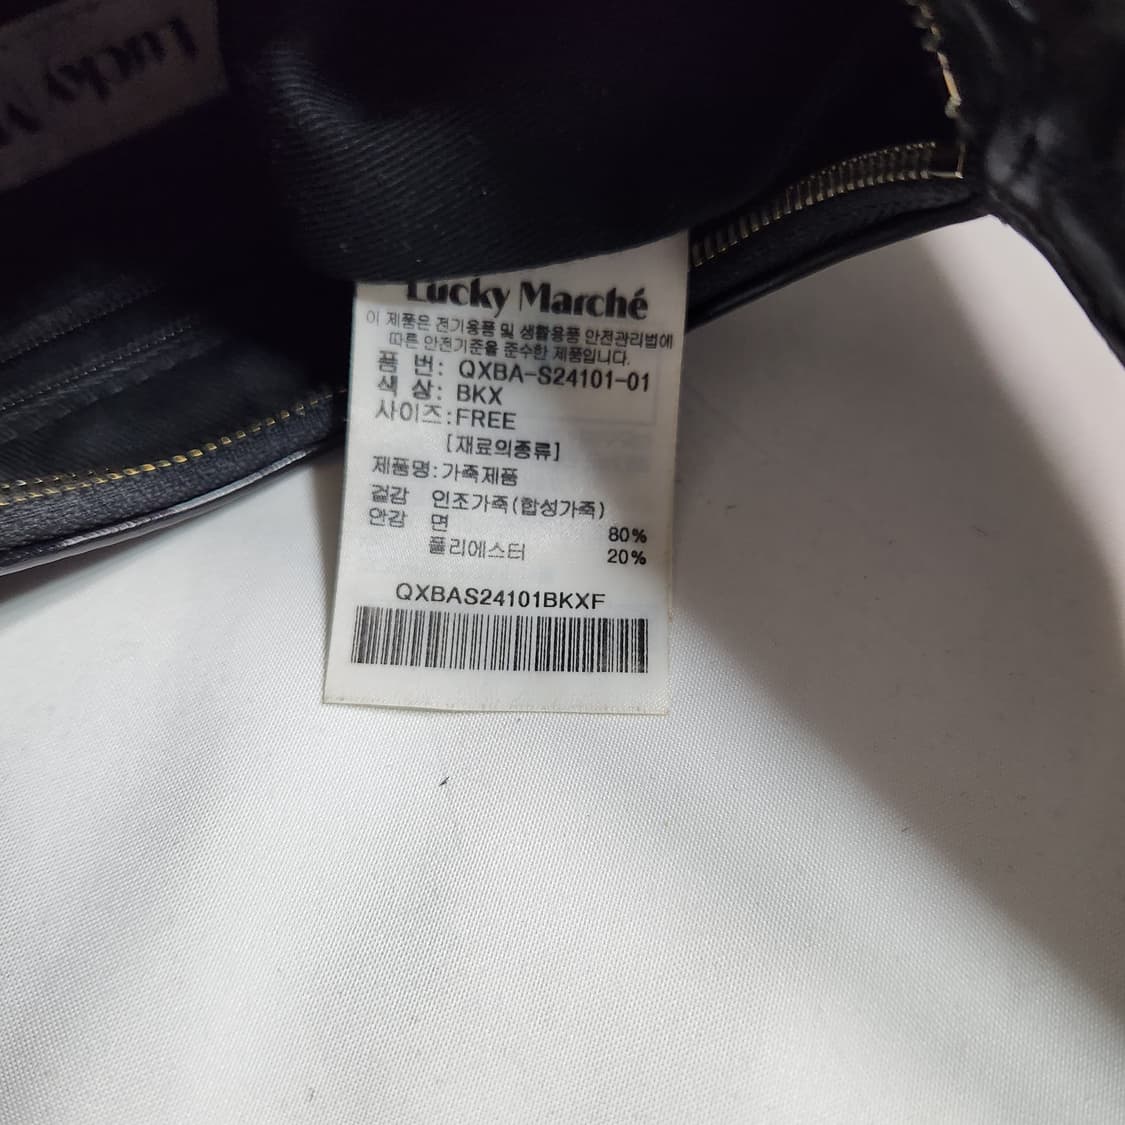 Lucky M
Lucky Marché
이 제품은 전기용품 및 생활용품 안전관리법에
따른 안전기준을 준수한 제품입니다.
품 번: QXBA-S24101-01
색 상: BKX
사이즈:FREE
[재료의종류]
제품명:가죽제품
겉감 인조가죽(합성가죽)
안감 면 80%
폴리에스터 20%
QXBAS24101BKXF